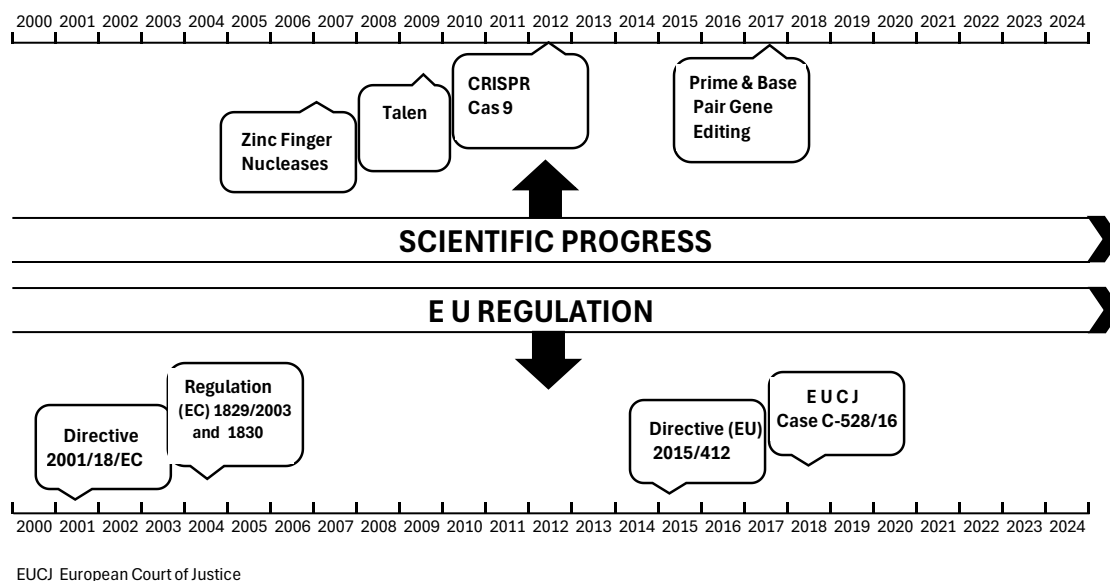 2000 2001 2002 2003 2004 2005 2006 2007 2008 2009 2010 2011 2012 2013 2014 2015 2016 2017 2018 2019 2020 2021 2022 2023 2024
Zinc Finger
Nucleases
Talen
CRISPR
Cas 9
Prime & Base
Pair Gene
Editing
SCIENTIFIC PROGRESS
E U REGULATION
Directive
2001/18/EC
Regulation
(EC) 1829/2003
and 1830
Directive (EU)
2015/412
E U C J
Case C-528/16
2000 2001 2002 2003 2004 2005 2006 2007 2008 2009 2010 2011 2012 2013 2014 2015 2016 2017 2018 2019 2020 2021 2022 2023 2024
EUCJ European Court of Justice